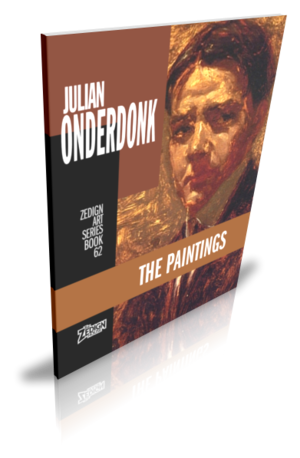 JULIAN
ONDERDONK
ZEDIGN
ART
SERIES
BOOK
62
THE PAINTINGS
ZEDIGN